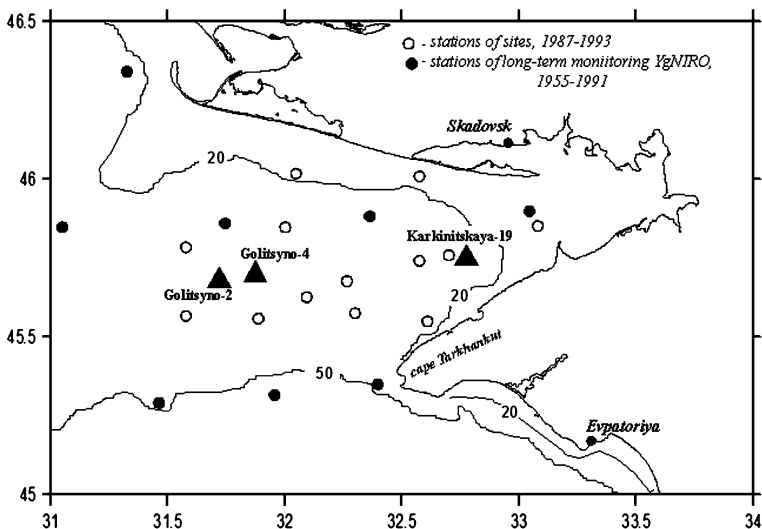 46.5
- stations of sites, 1987-1993
- stations of long-term moniitoring YgNIRO,
1955-1991
Skadovsk
20
46
Karkinitskaya-19
Golitsyno-4
Golitsyno-2
20
45.5
cape Tarkhankut
50
20
Evpatoriya
45
31
31.5
32
32.5
33
33.5
34